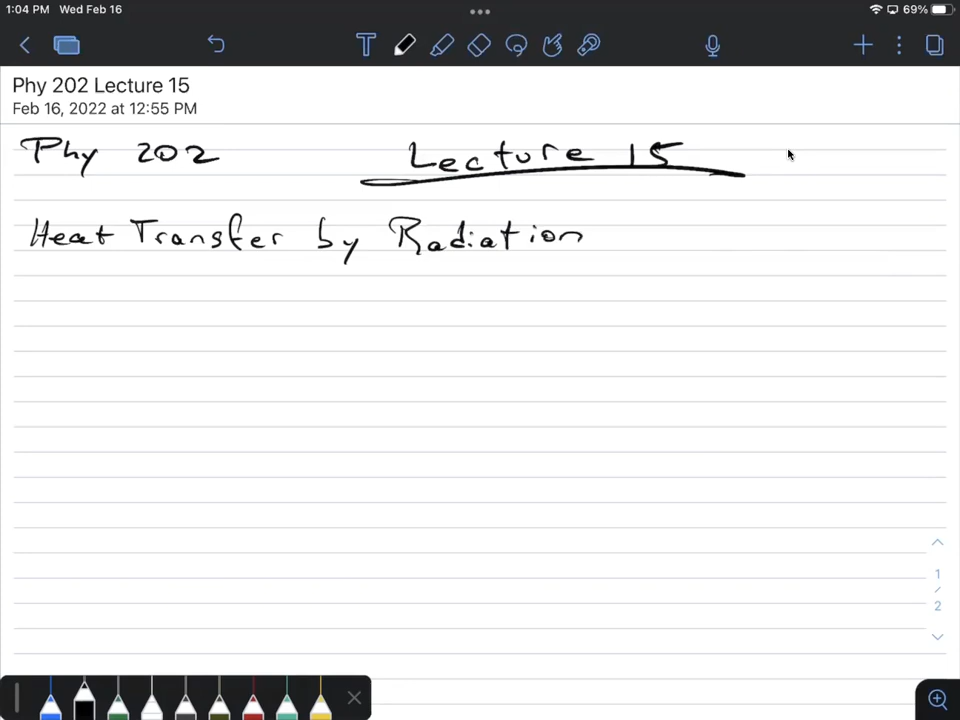 1:04 PM Wed Feb 16 69%
T
Phy 202 Lecture 15
Feb 16, 2022 at 12:55 PM
Phy 202 Lecture 15
Heat Transfer by Radiation
1
/
2